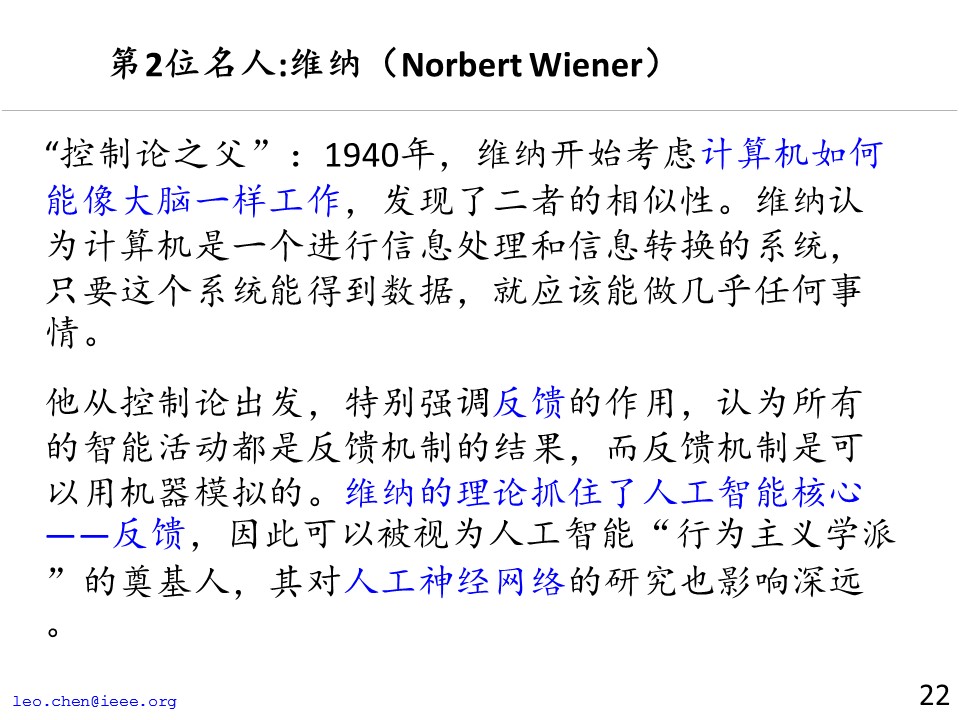 第2位名人:维纳（Norbert Wiener）
“控制论之父”：1940年，维纳开始考虑计算机如何
能像大脑一样工作，发现了二者的相似性。维纳认
为计算机是一个进行信息处理和信息转换的系统，
只要这个系统能得到数据，就应该能做几乎任何事
情。
他从控制论出发，特别强调反馈的作用，认为所有
的智能活动都是反馈机制的结果，而反馈机制是可
以用机器模拟的。维纳的理论抓住了人工智能核心
——反馈，因此可以被视为人工智能“行为主义学派
”的奠基人，其对人工神经网络的研究也影响深远
。
leo.chen@ieee.org
22